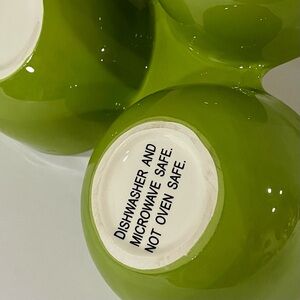 DISHWASHER AND
MICROWAVE SAFE.
NOT OVEN SAFE.